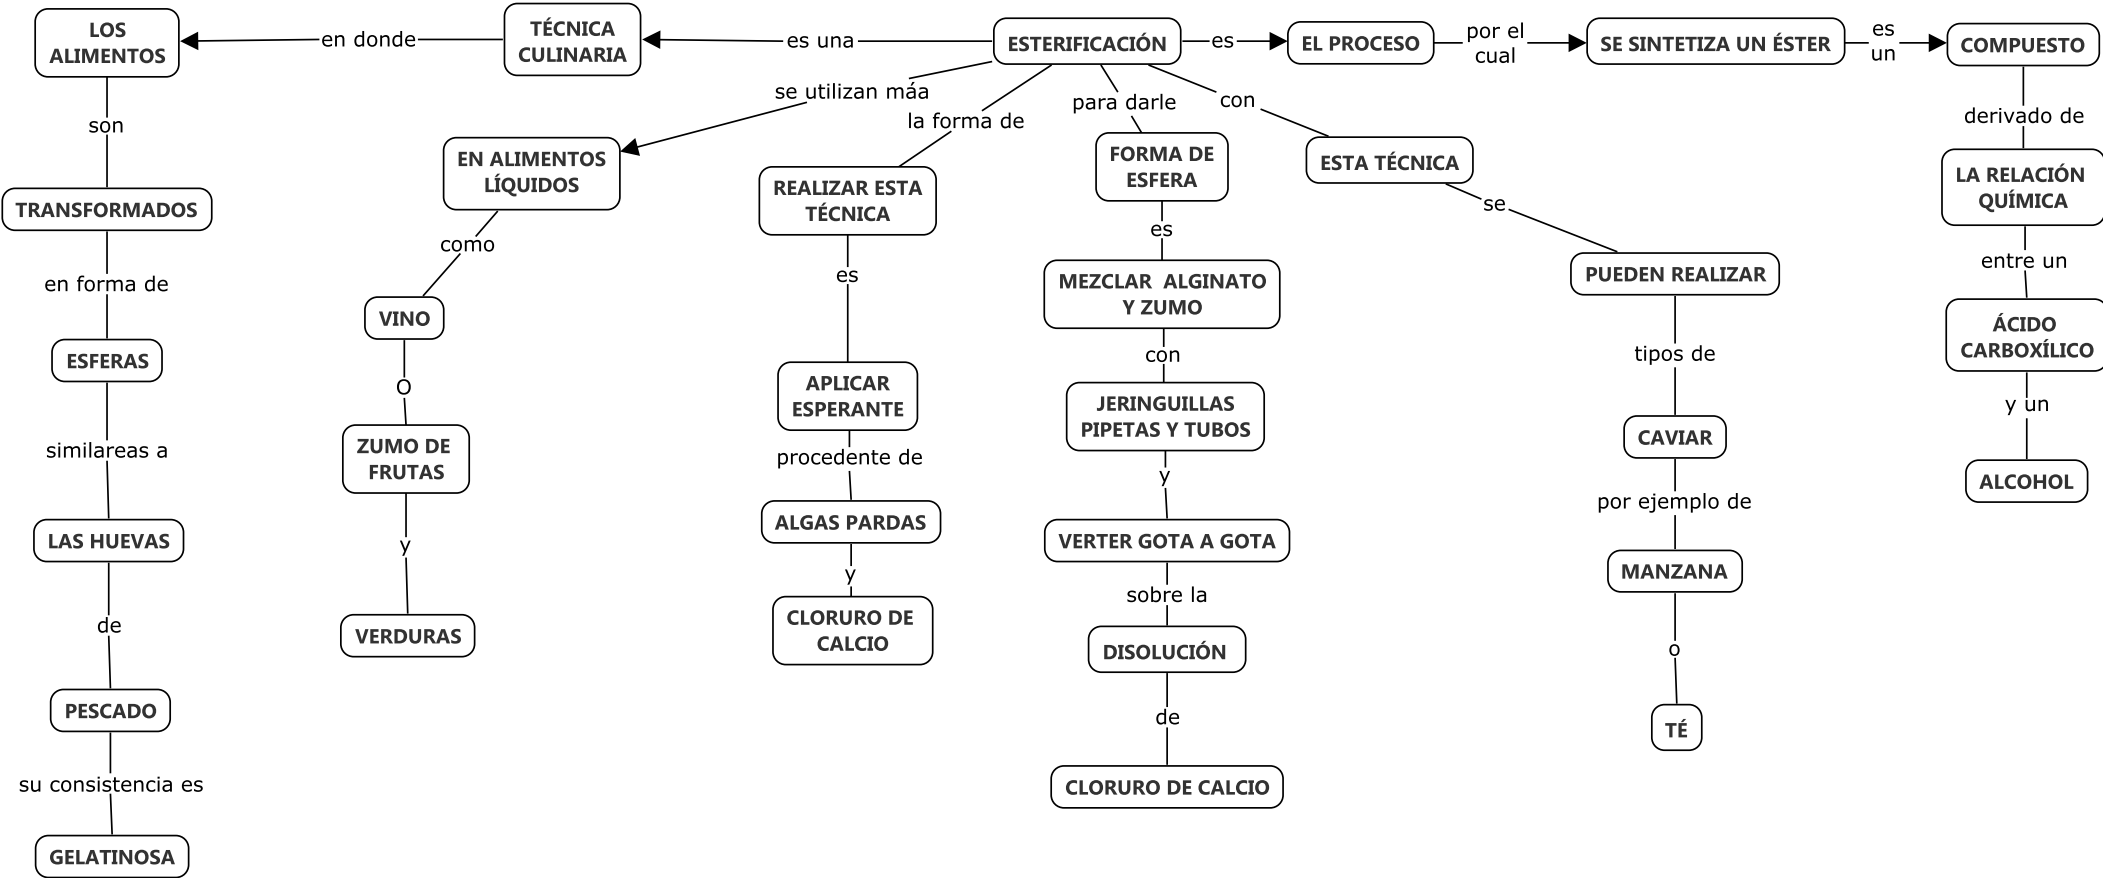 LOS
ALIMENTOS
en donde
TÉCNICA
CULINARIA
es una
ESTERIFICACIÓN
es
EL PROCESO
por el
cual
SE SINTETIZA UN ÉSTER
es
un
COMPUESTO
son
TRANSFORMADOS
en forma de
ESFERAS
similareas a
LAS HUEVAS
de
PESCADO
su consistencia es
GELATINOSA
se utilizan máa
EN ALIMENTOS
LÍQUIDOS
como
VINO
O
ZUMO DE
FRUTAS
y
VERDURAS
la forma de
REALIZAR ESTA
TÉCNICA
es
APLICAR
ESPERANTE
procedente de
ALGAS PARDAS
y
CLORURO DE
CALCIO
para darle
FORMA DE
ESFERA
es
MEZCLAR ALGINATO
Y ZUMO
con
JERINGUILLAS
PIPETAS Y TUBOS
y
VERTER GOTA A GOTA
sobre la
DISOLUCIÓN
de
CLORURO DE CALCIO
con
ESTA TÉCNICA
se
PUEDEN REALIZAR
tipos de
CAVIAR
por ejemplo de
MANZANA
o
TÉ
derivado de
LA RELACIÓN
QUÍMICA
entre un
ÁCIDO
CARBOXÍLICO
y un
ALCOHOL